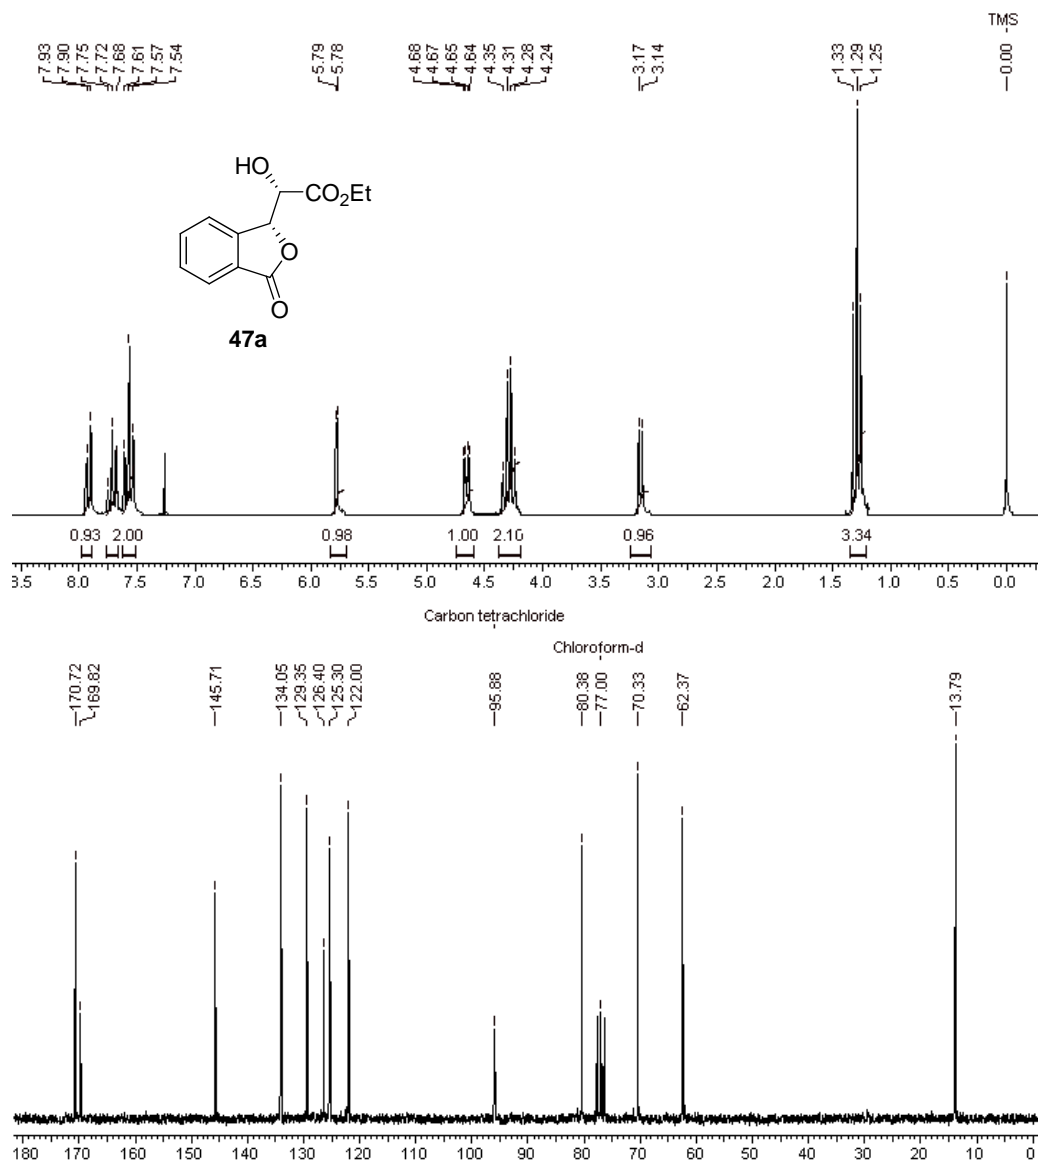 TMS
7.93 7.90 7.75 7.72 7.68 7.61 7.57 7.54 5.79 5.78 4.68 4.67 4.65 4.64 4.35 4.31 4.28 4.24 3.17 3.14 1.33 1.29 1.25 0.00
HO
CO2Et
O
O
47a
0.93 2.00 0.98 1.00 2.10 0.96 3.34
3.5 8.0 7.5 7.0 6.5 6.0 5.5 5.0 4.5 4.0 3.5 3.0 2.5 2.0 1.5 1.0 0.5 0.0
Carbon tetrachloride
Chloroform-d
170.72 169.82 145.71 134.05 129.35 126.40 125.30 122.00 95.88 80.38 77.00 70.33 62.37 13.79
180 170 160 150 140 130 120 110 100 90 80 70 60 50 40 30 20 10 0